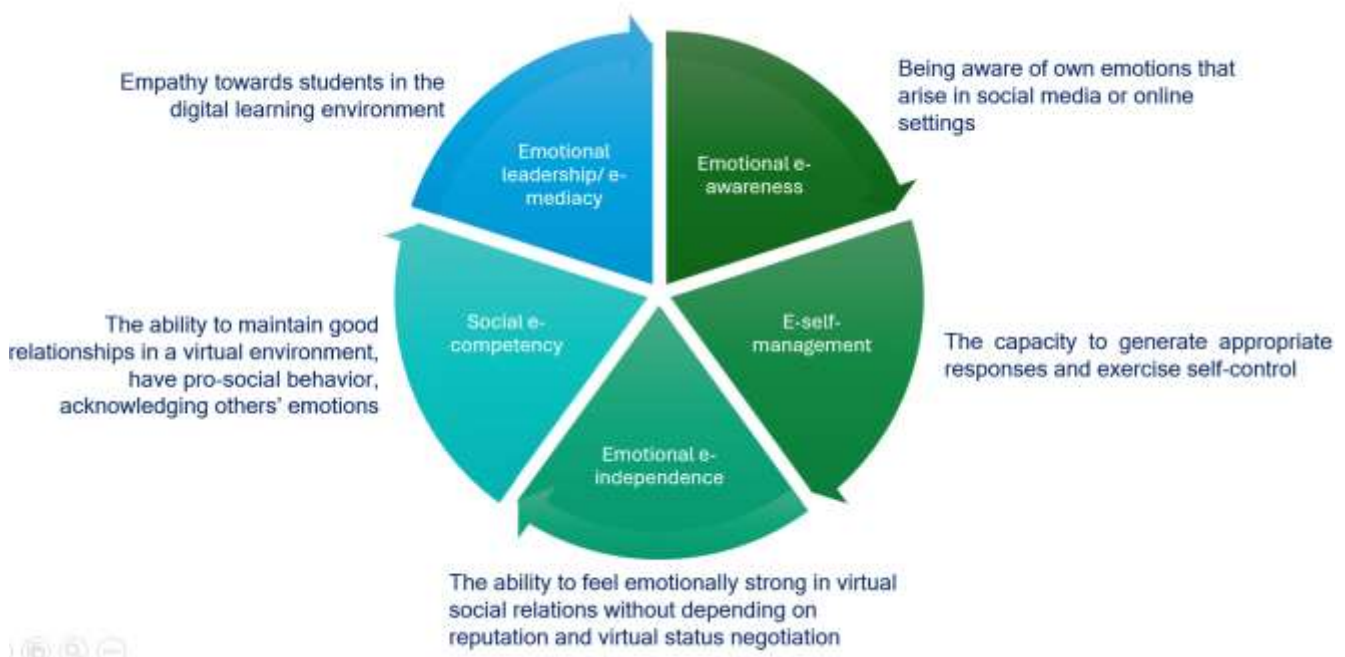 Empathy towards students in the
digital learning environment
Emotional
leadership/ e-
mediacy
Emotional e-
awareness
Being aware of own emotions that
arise in social media or online
settings
The ability to maintain good
relationships in a virtual environment,
have pro-social behavior,
acknowledging others’ emotions
Social e-
competency
E-self-
management
The capacity to generate appropriate
responses and exercise self-control
Emotional e-
independence
The ability to feel emotionally strong in virtual
social relations without depending on
reputation and virtual status negotiation